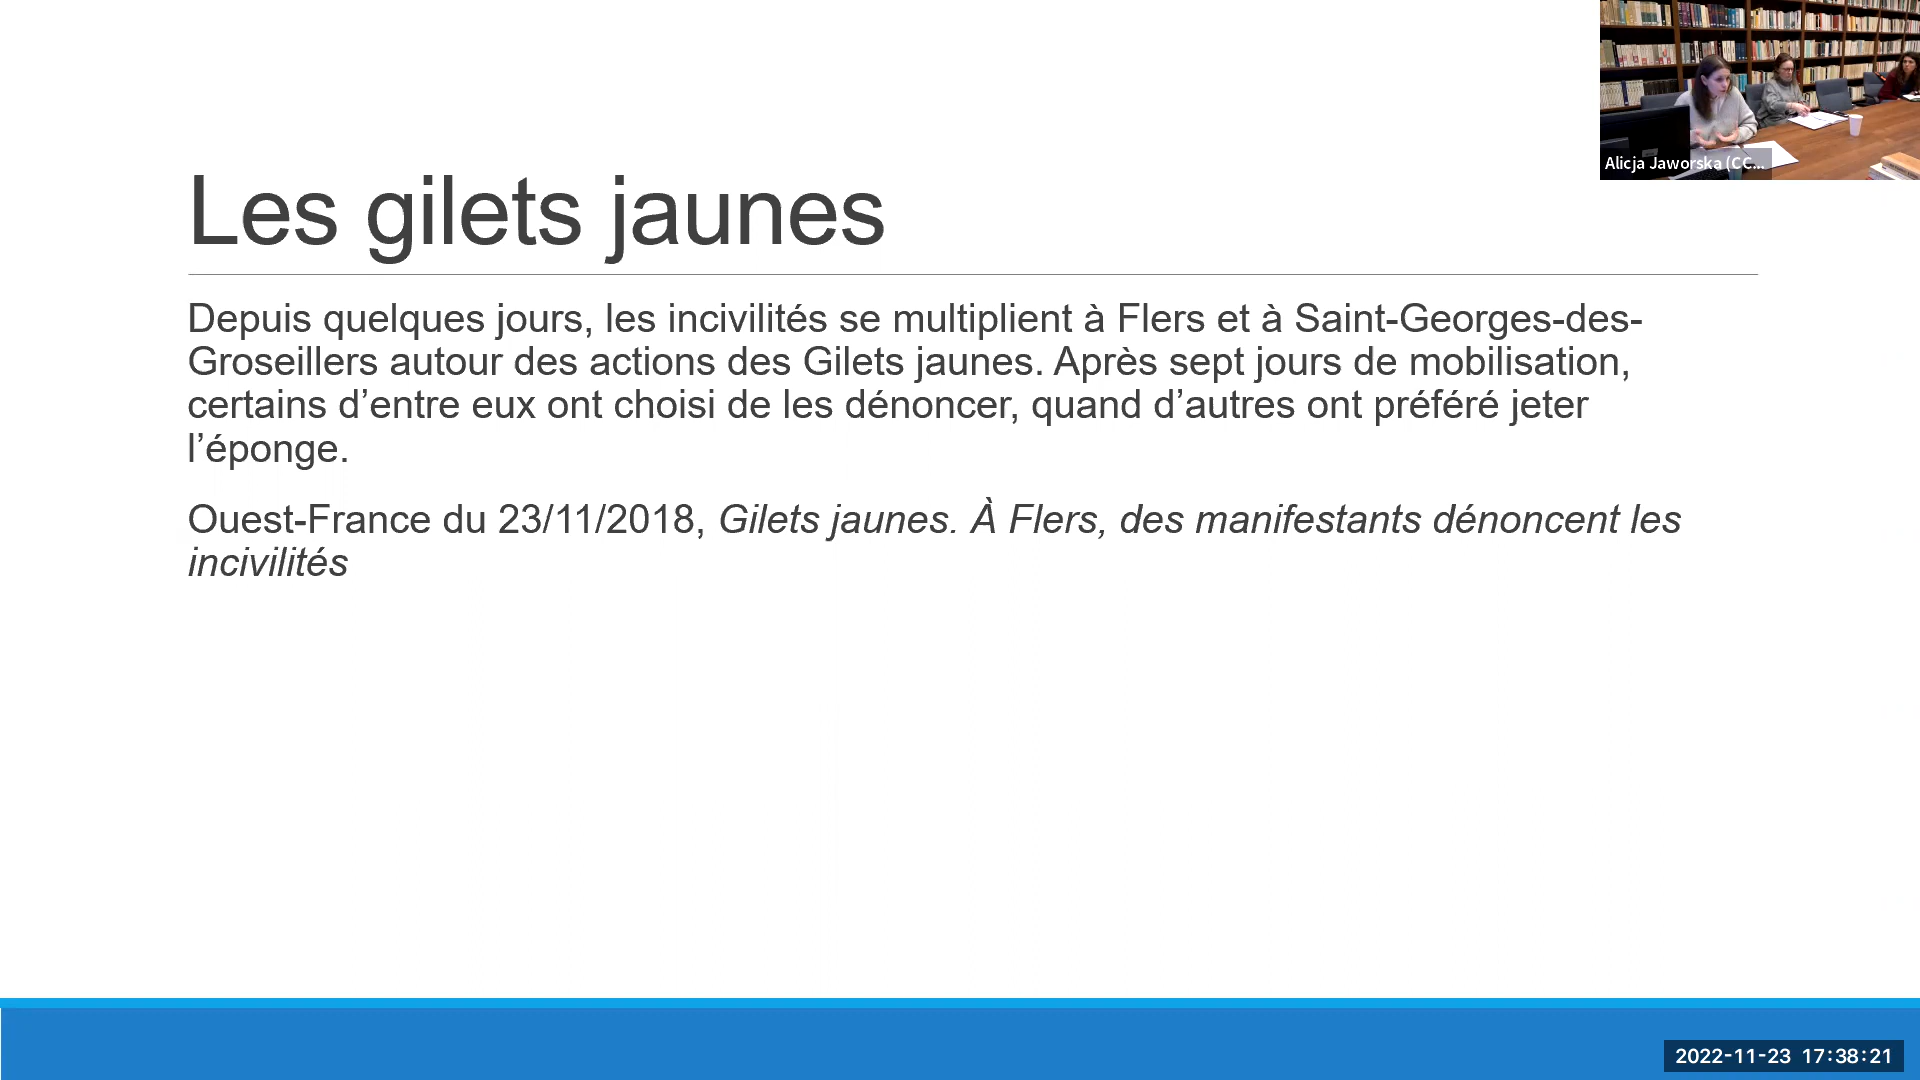 Alicja Jaworska (CC...
Les gilets jaunes
Depuis quelques jours, les incivilités se multiplient à Flers et à Saint-Georges-des-
Groseillers autour des actions des Gilets jaunes. Après sept jours de mobilisation,
certains d’entre eux ont choisi de les dénoncer, quand d’autres ont préféré jeter
l’éponge.
Ouest-France du 23/11/2018, Gilets jaunes. À Flers, des manifestants dénoncent les
incivilités
2022-11-23 17:38:21